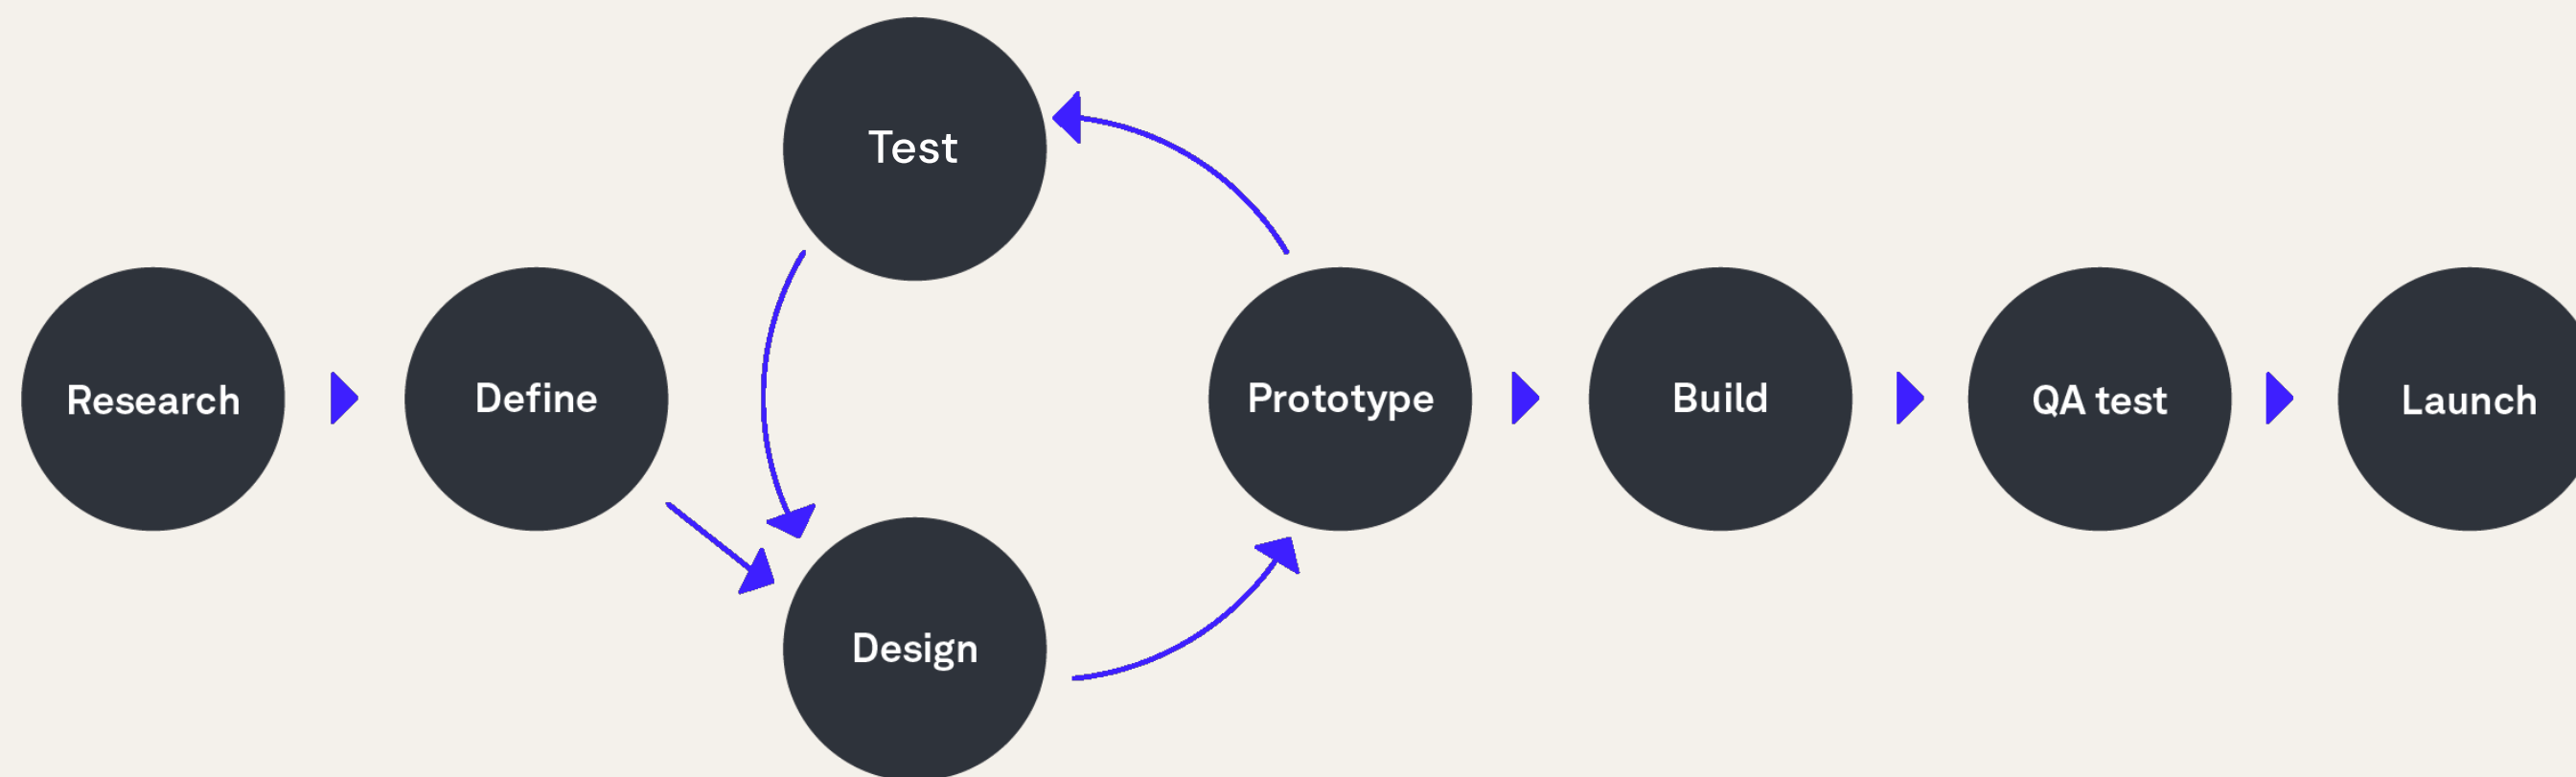 Test
Research
Define
Prototype
Build
QA test
Launch
Design